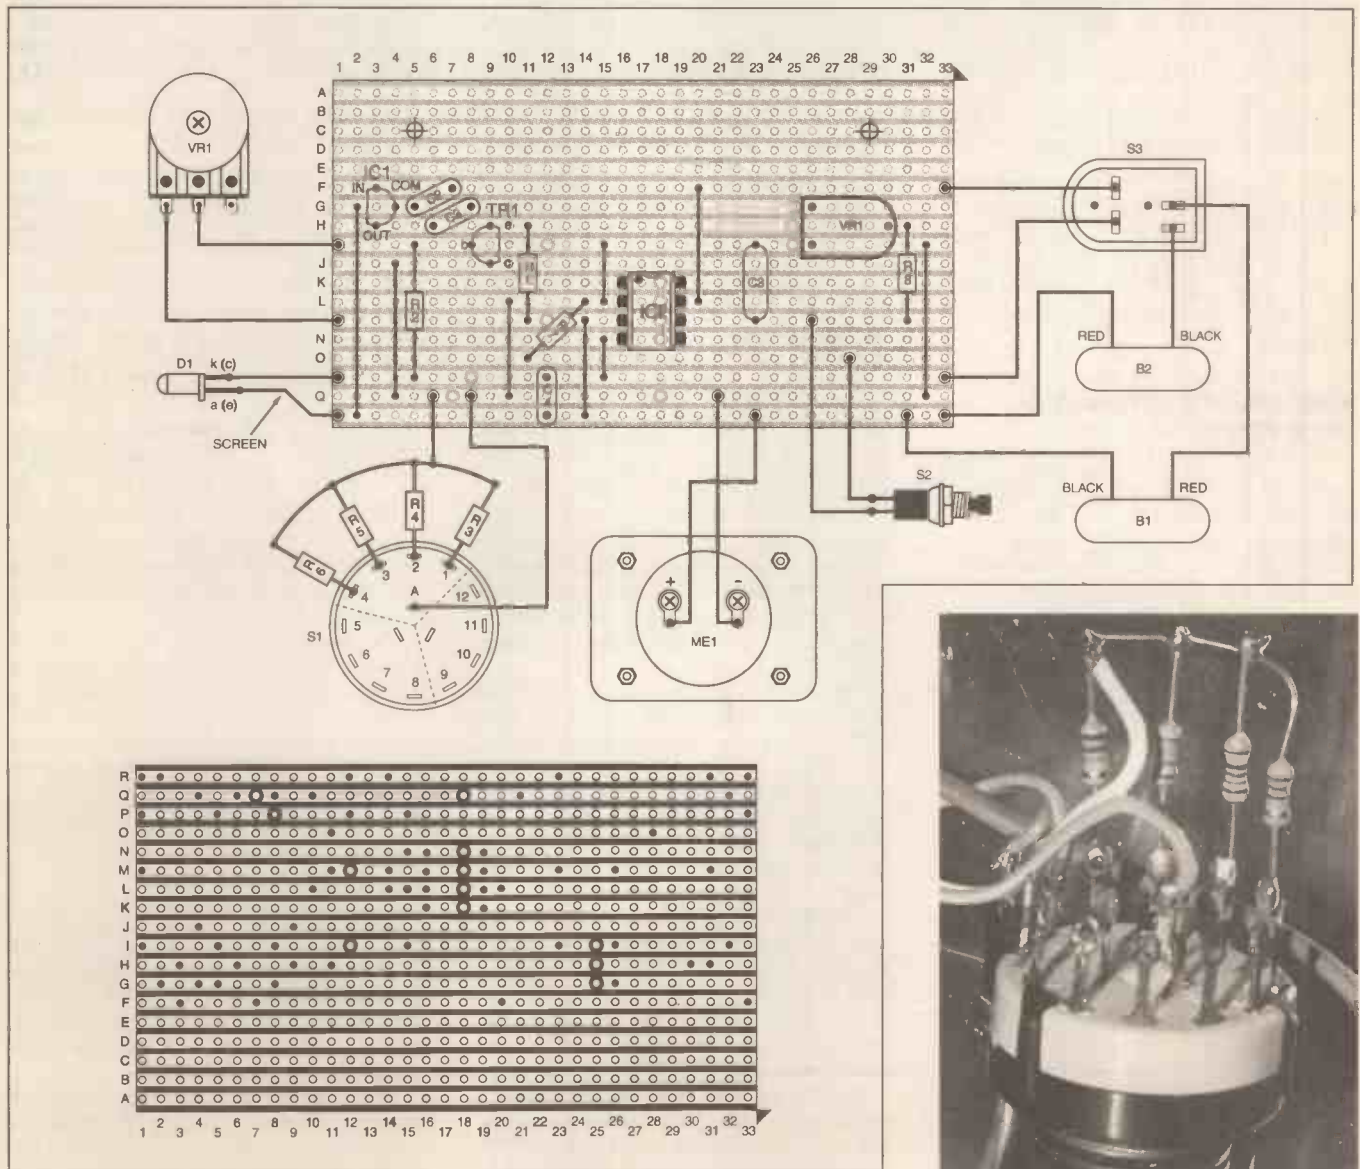 1 2 3 4 5 6 7 8 9 10 11 12 13 14 15 16 17 18 19 20 21 22 23 24 25 26 27 28 29 30 31 32 33
A
B
C
D
E
F
G
H
J
K
L
N
O
Q
VR1
IC1
IN
COM
OUT
TR1
b
c
R2
VR1
C3
R8
IC
D1
k (c)
a (e)
SCREEN
S3
RED
BLACK
B2
BLACK
RED
B1
S2
R6
R5
R4
R3
A
1
2
3
4
5
6
7
8
9
10
11
12
S1
+
-
ME1
R
Q
P
O
N
M
L
K
J
I
H
G
F
E
D
C
B
A
1 2 3 4 5 6 7 8 9 10 11 12 13 14 15 16 17 18 19 20 21 22 23 24 25 26 27 28 29 30 31 32 33